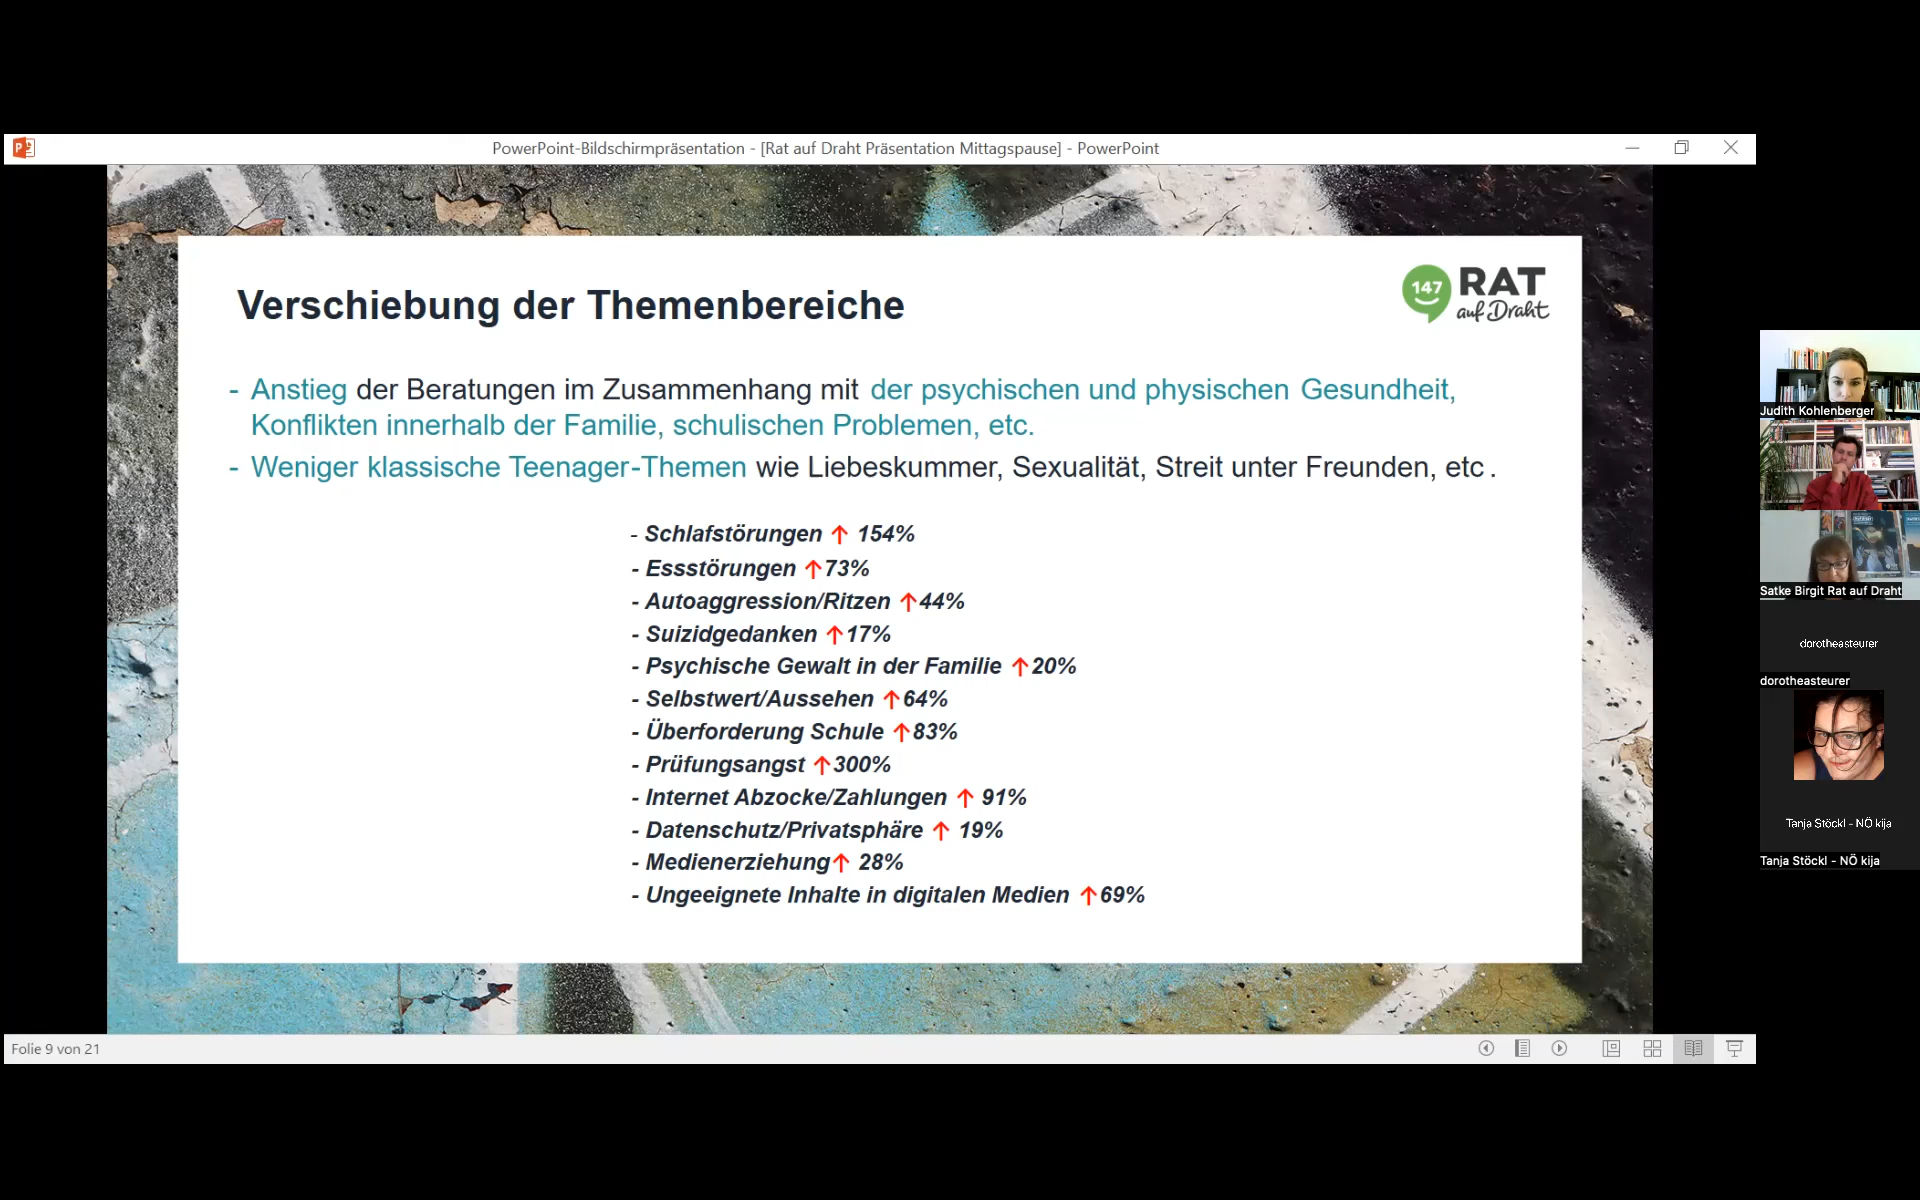 PowerPoint-Bildschirmpräsentation - [Rat auf Draht Präsentation Mittagspause] - PowerPoint
Verschiebung der Themenbereiche
147 RAT
auf Draht
- Anstieg der Beratungen im Zusammenhang mit der psychischen und physischen Gesundheit,
Konflikten innerhalb der Familie, schulischen Problemen, etc.
- Weniger klassische Teenager-Themen wie Liebeskummer, Sexualität, Streit unter Freunden, etc .
- Schlafstörungen ↑ 154%
- Essstörungen ↑73%
- Autoaggression/Ritzen ↑44%
- Suizidgedanken ↑17%
- Psychische Gewalt in der Familie ↑20%
- Selbstwert/Aussehen ↑64%
- Überforderung Schule ↑83%
- Prüfungsangst ↑300%
- Internet Abzocke/Zahlungen ↑ 91%
- Datenschutz/Privatsphäre ↑ 19%
- Medienerziehung↑ 28%
- Ungeeignete Inhalte in digitalen Medien ↑69%
Folie 9 von 21
Judith Kohlenberger
Satke Birgit Rat auf Draht
dorotheasteurer
dorotheasteurer
Tanja Stöckl - NÖ kija
Tanja Stöckl - NÖ kija